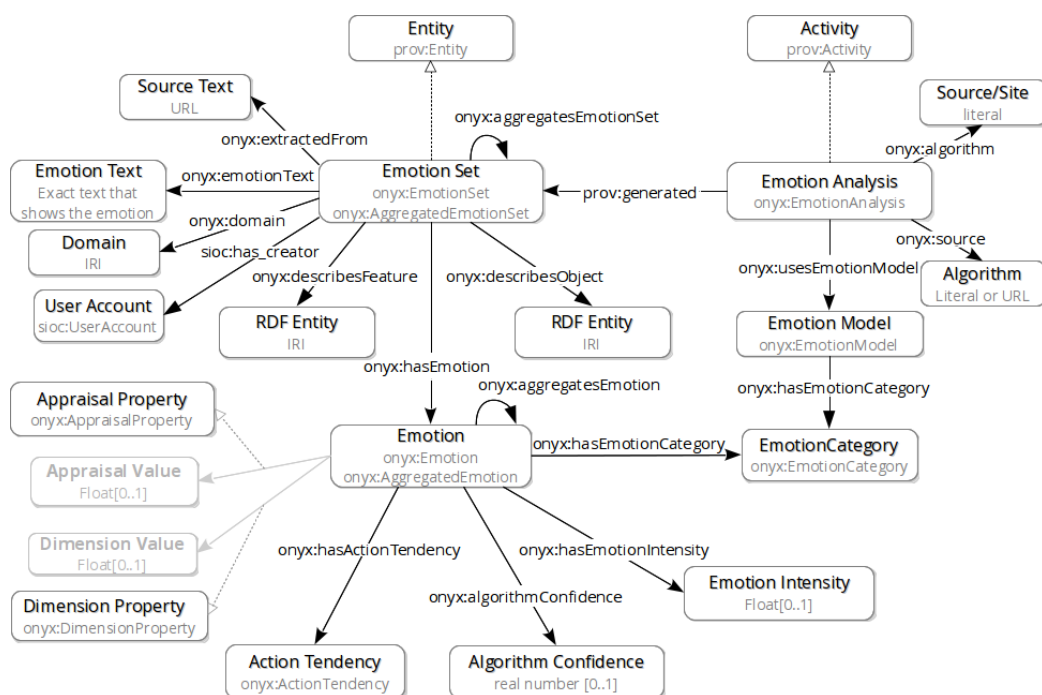 Entity
prov:Entity
Activity
prov:Activity
Source Text
URL
Source/Site
literal
onyx:aggregatesEmotionSet
onyx:extractedFrom
onyx:algorithm
Emotion Text
Exact text that
shows the emotion
onyx:emotionText
Emotion Set
onyx:EmotionSet
onyx:AggregatedEmotionSet
prov:generated
Emotion Analysis
onyx:EmotionAnalysis
onyx:domain
Domain
IRI
sioc:has_creator
onyx:source
onyx:describesFeature
onyx:describesObject
onyx:usesEmotionModel
Algorithm
Literal or URL
User Account
sioc:UserAccount
RDF Entity
IRI
RDF Entity
IRI
Emotion Model
onyx:EmotionModel
onyx:hasEmotion
onyx:aggregatesEmotion
onyx:hasEmotionCategory
Appraisal Property
onyx:AppraisalProperty
Emotion
onyx:Emotion
onyx:AggregatedEmotion
onyx:hasEmotionCategory
EmotionCategory
onyx:EmotionCategory
Appraisal Value
Float[0..1]
Dimension Value
Float[0..1]
onyx:hasActionTendency
onyx:hasEmotionIntensity
Emotion Intensity
Float[0..1]
onyx:algorithmConfidence
Dimension Property
onyx:DimensionProperty
Action Tendency
onyx:ActionTendency
Algorithm Confidence
real number [0..1]